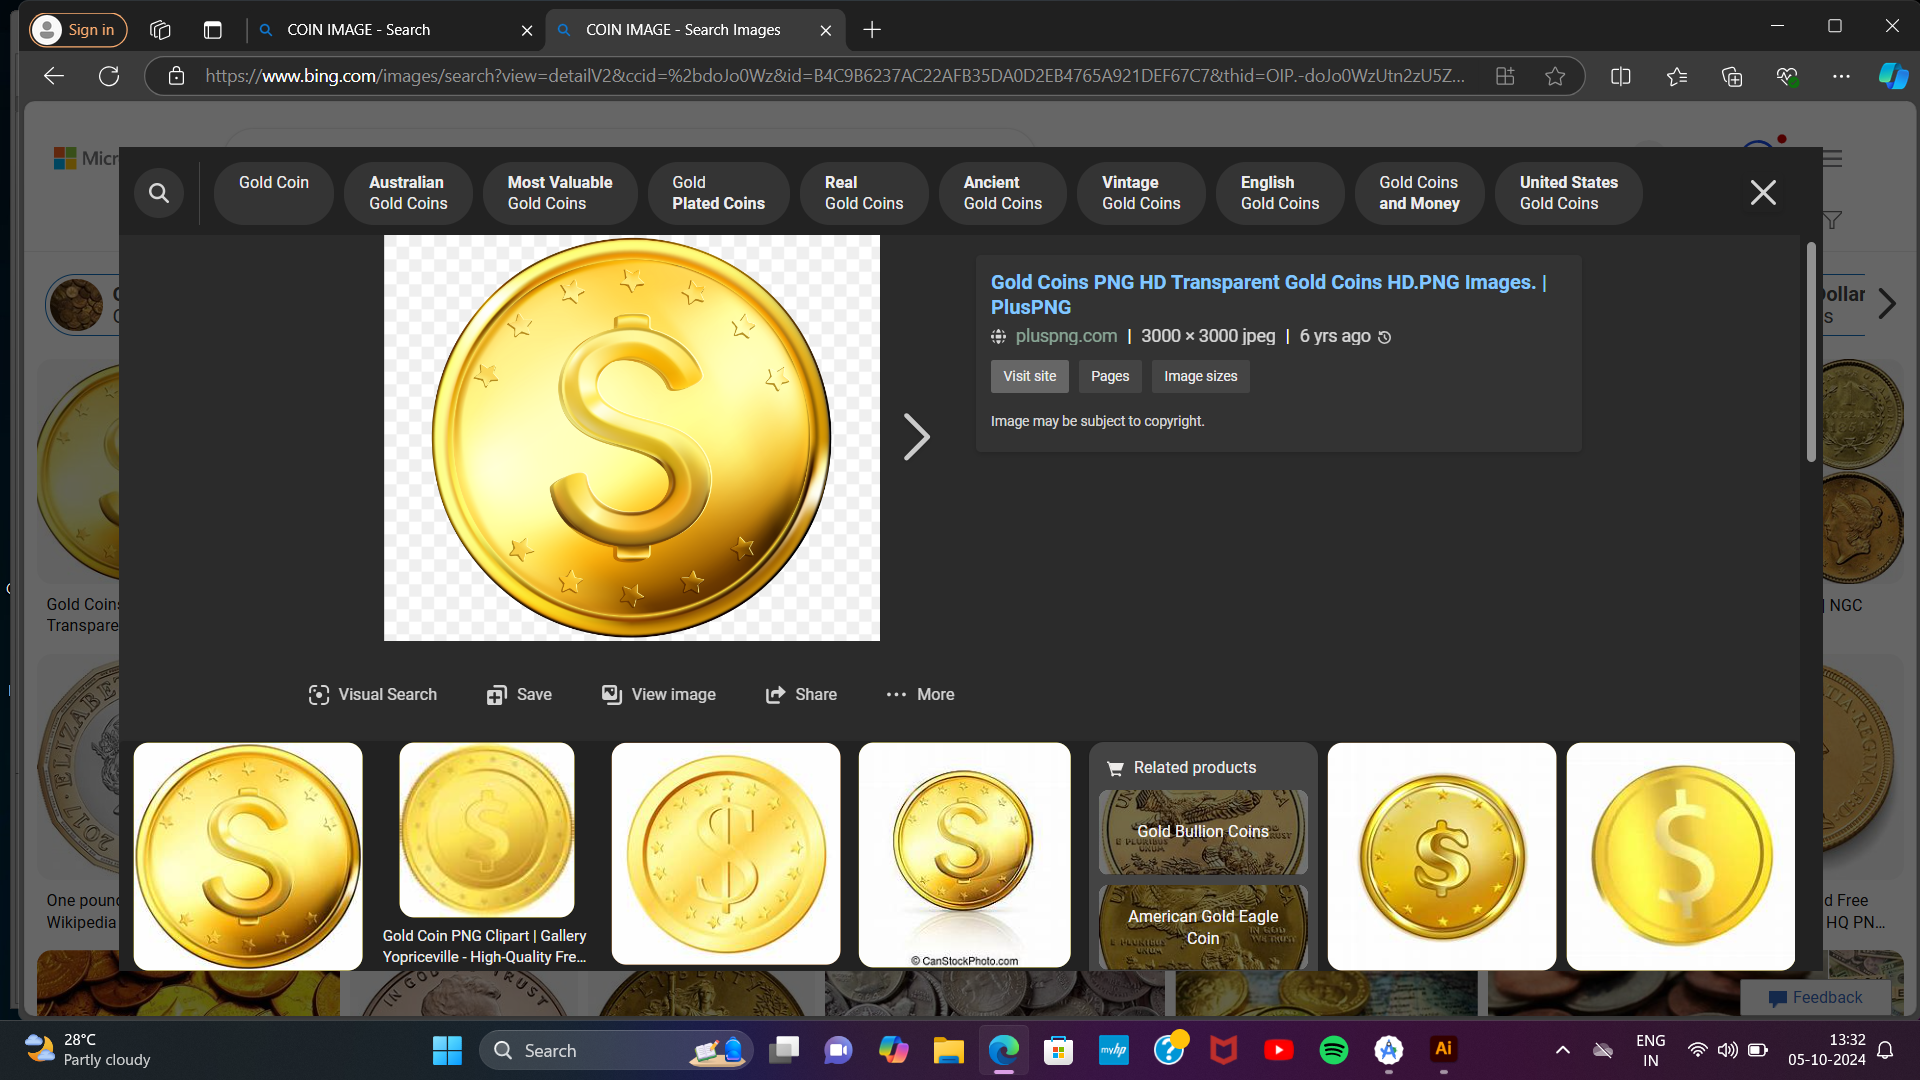 Sign in
COIN IMAGE - Search
COIN IMAGE - Search Images
https://www.bing.com/images/search?view=detailV2&ccid=%2bdoJo0Wz&id=B4C9B6237AC22AFB35DA0D2EB4765A921DEF67C7&thid=OIP.-doJo0WzUtn2zU5Z...
Micr
Gold Coin
Australian
Gold Coins
Most Valuable
Gold Coins
Gold
Plated Coins
Real
Gold Coins
Ancient
Gold Coins
Vintage
Gold Coins
English
Gold Coins
Gold Coins
and Money
United States
Gold Coins
Gold Coins PNG HD Transparent Gold Coins HD.PNG Images. |
PlusPNG
pluspng.com | 3000 × 3000 jpeg | 6 yrs ago
Visit site
Pages
Image sizes
Image may be subject to copyright.
Dollar
Gold Coins
Transpare
NGC
Visual Search
Save
View image
Share
More
One pound
Wikipedia
d Free
HQ PN...
Gold Coin PNG Clipart | Gallery
Yopriceville - High-Quality Fre...
© CanStockPhoto.com
Related products
Gold Bullion Coins
American Gold Eagle
Coin
Feedback
28°C
Partly cloudy
Search
myhp
Ai
ENG
IN
13:32
05-10-2024